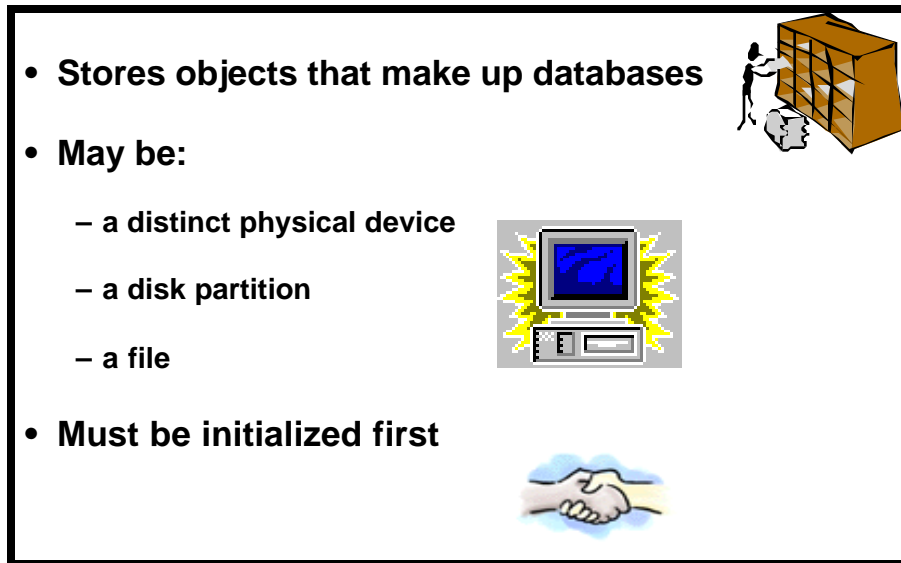 • Stores objects that make up databases
• May be:
– a distinct physical device
– a disk partition
– a file
• Must be initialized first